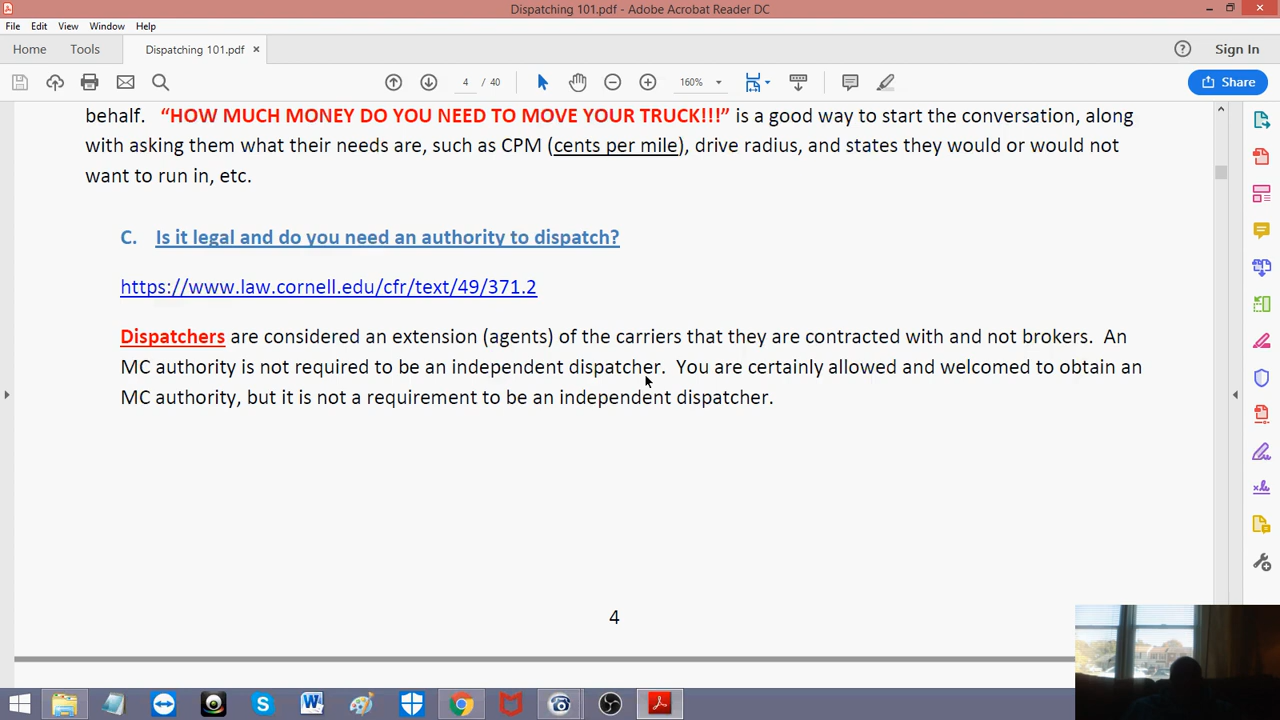 Dispatching 101.pdf - Adobe Acrobat Reader DC
File Edit View Window Help
Home Tools Dispatching 101.pdf × Sign In
4 / 40 160% Share
behalf. “HOW MUCH MONEY DO YOU NEED TO MOVE YOUR TRUCK!!!” is a good way to start the conversation, along
with asking them what their needs are, such as CPM (cents per mile), drive radius, and states they would or would not
want to run in, etc.
C. Is it legal and do you need an authority to dispatch?
https://www.law.cornell.edu/cfr/text/49/371.2
Dispatchers are considered an extension (agents) of the carriers that they are contracted with and not brokers. An
MC authority is not required to be an independent dispatcher. You are certainly allowed and welcomed to obtain an
MC authority, but it is not a requirement to be an independent dispatcher.
4